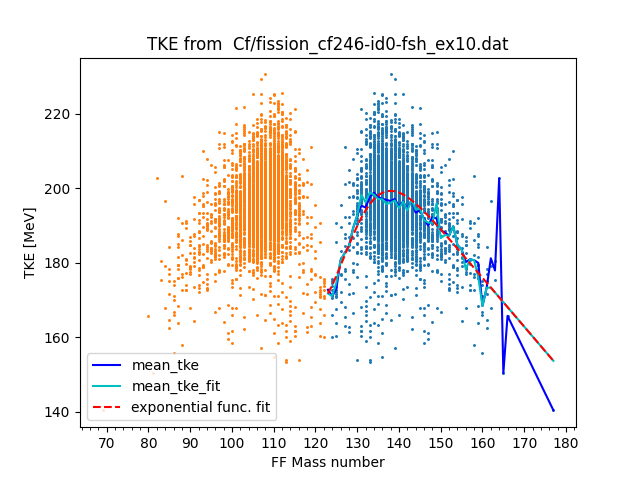 TKE from  Cf/fission_cf246-id0-fsh_ex10.dat
TKE [MeV]
220
200
180
160
140
mean_tke
mean_tke_fit
exponential func. fit
70 80 90 100 110 120 130 140 150 160 170 180
FF Mass number